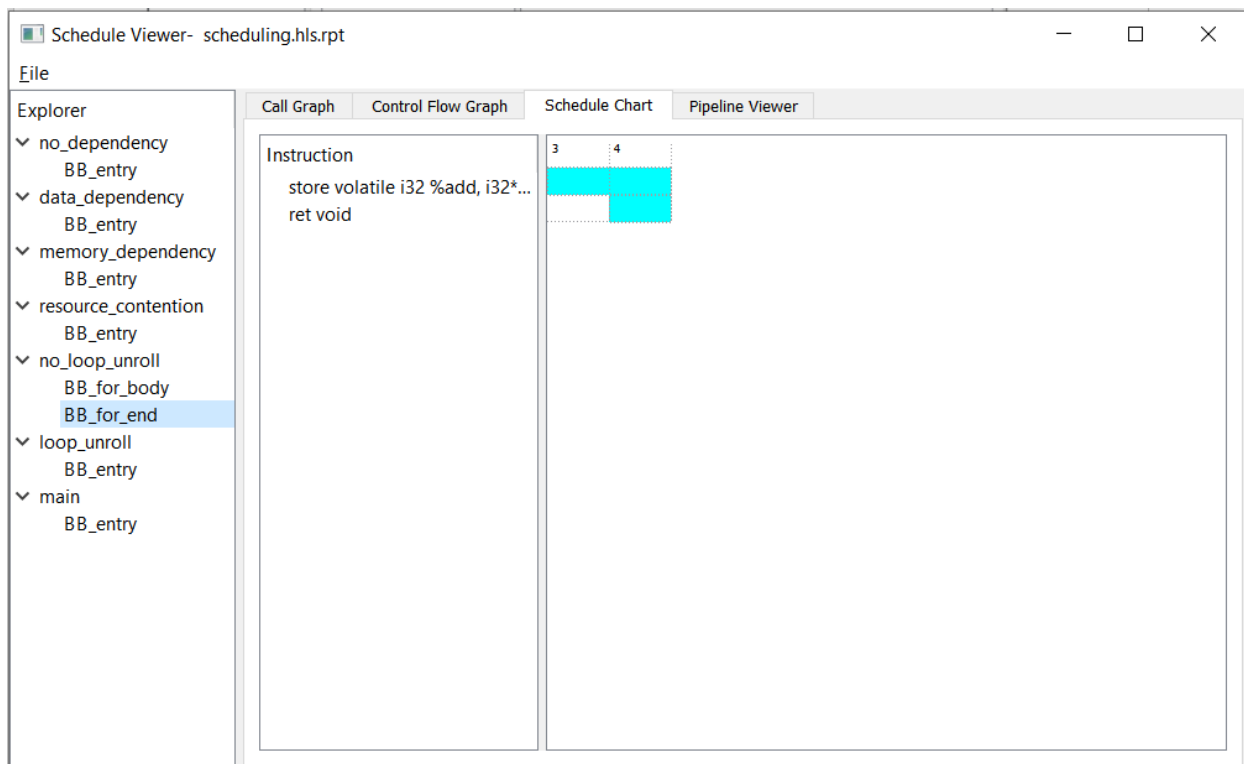 Schedule Viewer-  scheduling.hls.rpt
File
Explorer
no_dependency
BB_entry
data_dependency
BB_entry
memory_dependency
BB_entry
resource_contention
BB_entry
no_loop_unroll
BB_for_body
BB_for_end
loop_unroll
BB_entry
main
BB_entry
Call Graph
Control Flow Graph
Schedule Chart
Pipeline Viewer
Instruction
store volatile i32 %add, i32*...
ret void
3 4